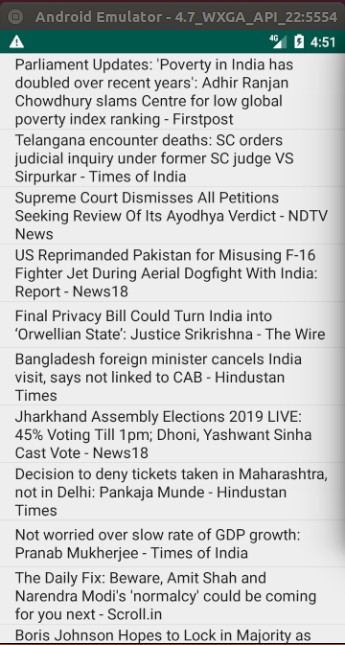 Android Emulator - 4.7_WXGA_API_22:5554
4G 4:51
Parliament Updates: 'Poverty in India has
doubled over recent years': Adhir Ranjan
Chowdhury slams Centre for low global
poverty index ranking - Firstpost
Telangana encounter deaths: SC orders
judicial inquiry under former SC judge VS
Sirpurkar - Times of India
Supreme Court Dismisses All Petitions
Seeking Review Of Its Ayodhya Verdict - NDTV
News
US Reprimanded Pakistan for Misusing F-16
Fighter Jet During Aerial Dogfight With India:
Report - News18
Final Privacy Bill Could Turn India into
‘Orwellian State’: Justice Srikrishna - The Wire
Bangladesh foreign minister cancels India
visit, says not linked to CAB - Hindustan
Times
Jharkhand Assembly Elections 2019 LIVE:
45% Voting Till 1pm; Dhoni, Yashwant Sinha
Cast Vote - News18
Decision to deny tickets taken in Maharashtra,
not in Delhi: Pankaja Munde - Hindustan
Times
Not worried over slow rate of GDP growth:
Pranab Mukherjee - Times of India
The Daily Fix: Beware, Amit Shah and
Narendra Modi's 'normalcy' could be coming
for you next - Scroll.in
Boris Johnson Hopes to Lock in Majority as